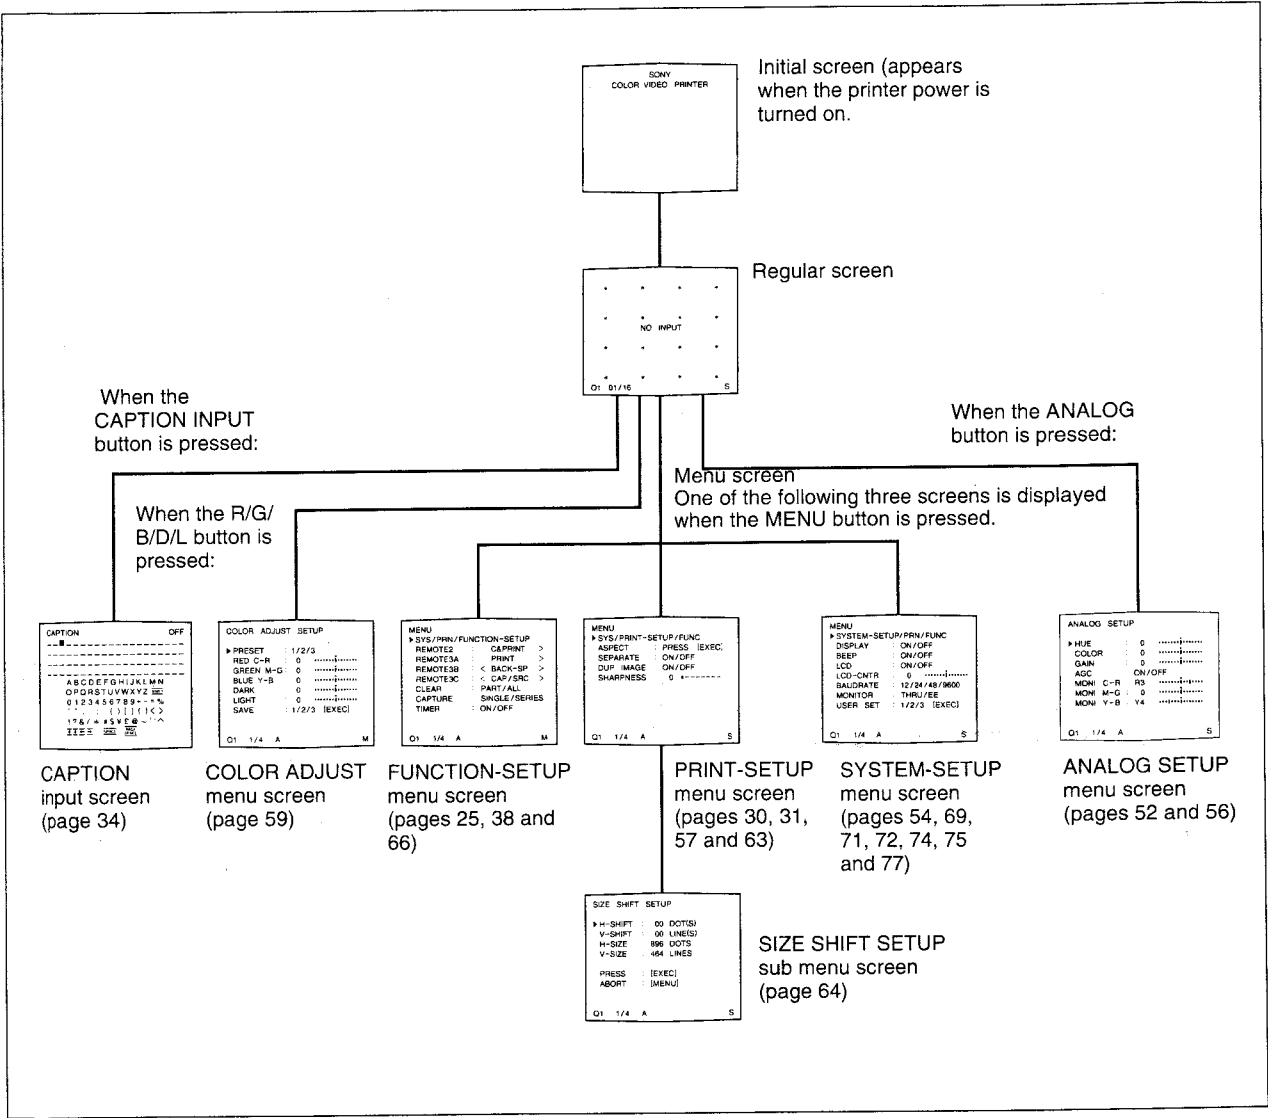 SONY
COLOR VIDEO PRINTER
Initial screen (appears
when the printer power is
turned on.
Regular screen
NO INPUT
Q1 01/16 S
When the
CAPTION INPUT
button is pressed:
When the ANALOG
button is pressed:
Menu screen
One of the following three screens is displayed
when the MENU button is pressed.
When the R/G/
B/D/L button is
pressed:
CAPTION OFF
ABCDEFGHIJKLMN
OPQRSTUVWXYZ
0123456789
CAPTION
input screen
(page 34)
COLOR ADJUST SETUP
PRESET : 1/2/3
RED C-R : 0
GREEN M-G: 0
BLUE Y-B : 0
DARK : 0
LIGHT : 0
SAVE : 1/2/3 [EXEC]
Q1 1/4 A M
COLOR ADJUST
menu screen
(page 59)
MENU
SYS/PRN/FUNCTION-SETUP
REMOTE2 : C&PRINT >
REMOTE3A : PRINT >
REMOTE3B : < BACK-SP >
REMOTE3C : < CAP/SRC >
CLEAR : PART/ALL
CAPTURE : SINGLE/SERIES
TIMER : ON/OFF
Q1 1/4 A M
FUNCTION-SETUP
menu screen
(pages 25, 38 and
66)
MENU
SYS/PRINT-SETUP/FUNC
ASPECT : PRESS [EXEC]
SEPARATE : ON/OFF
DUP IMAGE : ON/OFF
SHARPNESS : 0
Q1 1/4 A S
PRINT-SETUP
menu screen
(pages 30, 31,
57 and 63)
MENU
SYSTEM-SETUP/PRN/FUNC
DISPLAY : ON/OFF
BEEP : ON/OFF
LCD : ON/OFF
LCD-CNTR : 0
BAUDRATE : 12/24/48/9600
MONITOR : THRU/EE
USER SET : 1/2/3 [EXEC]
Q1 1/4 A S
SYSTEM-SETUP
menu screen
(pages 54, 69,
71, 72, 74, 75
and 77)
ANALOG SETUP
HUE : 0
COLOR : 0
GAIN : 0
AGC : ON/OFF
MONI C-R : R3
MONI M-G : 0
MONI Y-B : Y4
Q1 1/4 A S
ANALOG SETUP
menu screen
(pages 52 and 56)
SIZE SHIFT SETUP
H-SHIFT : 00 DOT(S)
V-SHIFT : 00 LINE(S)
H-SIZE : 896 DOTS
V-SIZE : 464 LINES
PRESS : [EXEC]
ABORT : [MENU]
Q1 1/4 A S
SIZE SHIFT SETUP
sub menu screen
(page 64)